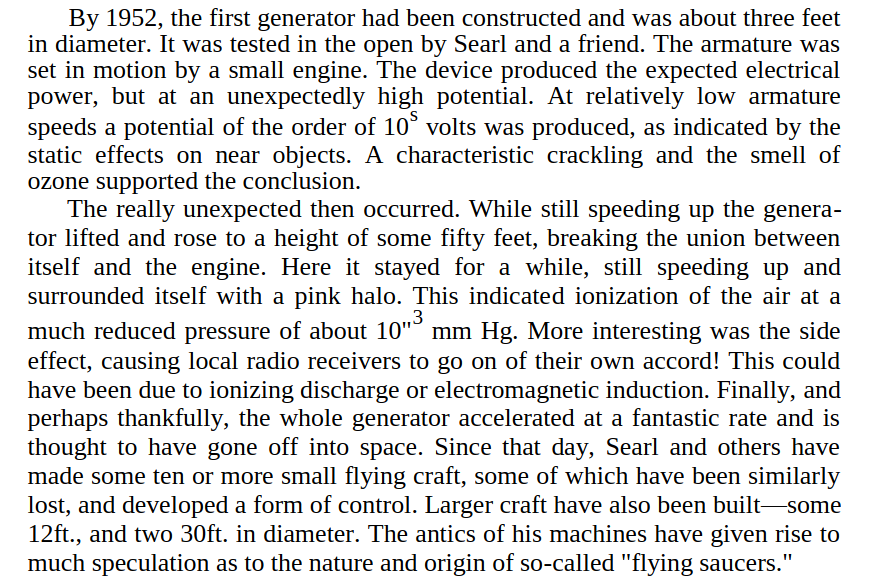 By 1952, the first generator had been constructed and was about three feet
in diameter. It was tested in the open by Searl and a friend. The armature was
set in motion by a small engine. The device produced the expected electrical
power, but at an unexpectedly high potential. At relatively low armature
speeds a potential of the order of 10ˢ volts was produced, as indicated by the
static effects on near objects. A characteristic crackling and the smell of
ozone supported the conclusion.
The really unexpected then occurred. While still speeding up the genera-
tor lifted and rose to a height of some fifty feet, breaking the union between
itself and the engine. Here it stayed for a while, still speeding up and
surrounded itself with a pink halo. This indicated ionization of the air at a
much reduced pressure of about 10"³ mm Hg. More interesting was the side
effect, causing local radio receivers to go on of their own accord! This could
have been due to ionizing discharge or electromagnetic induction. Finally, and
perhaps thankfully, the whole generator accelerated at a fantastic rate and is
thought to have gone off into space. Since that day, Searl and others have
made some ten or more small flying craft, some of which have been similarly
lost, and developed a form of control. Larger craft have also been built—some
12ft., and two 30ft. in diameter. The antics of his machines have given rise to
much speculation as to the nature and origin of so-called "flying saucers."